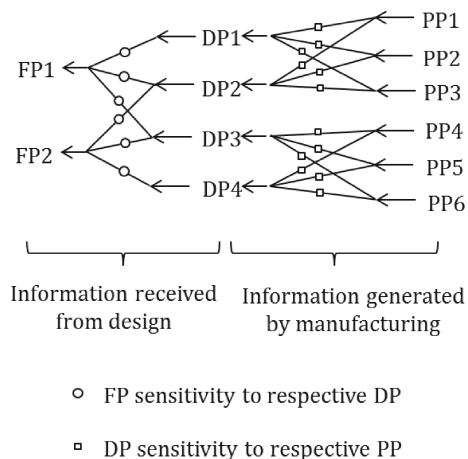 FP1
FP2
DP1
DP2
DP3
DP4
PP1
PP2
PP3
PP4
PP5
PP6
Information received
from design
Information generated
by manufacturing
FP sensitivity to respective DP
DP sensitivity to respective PP